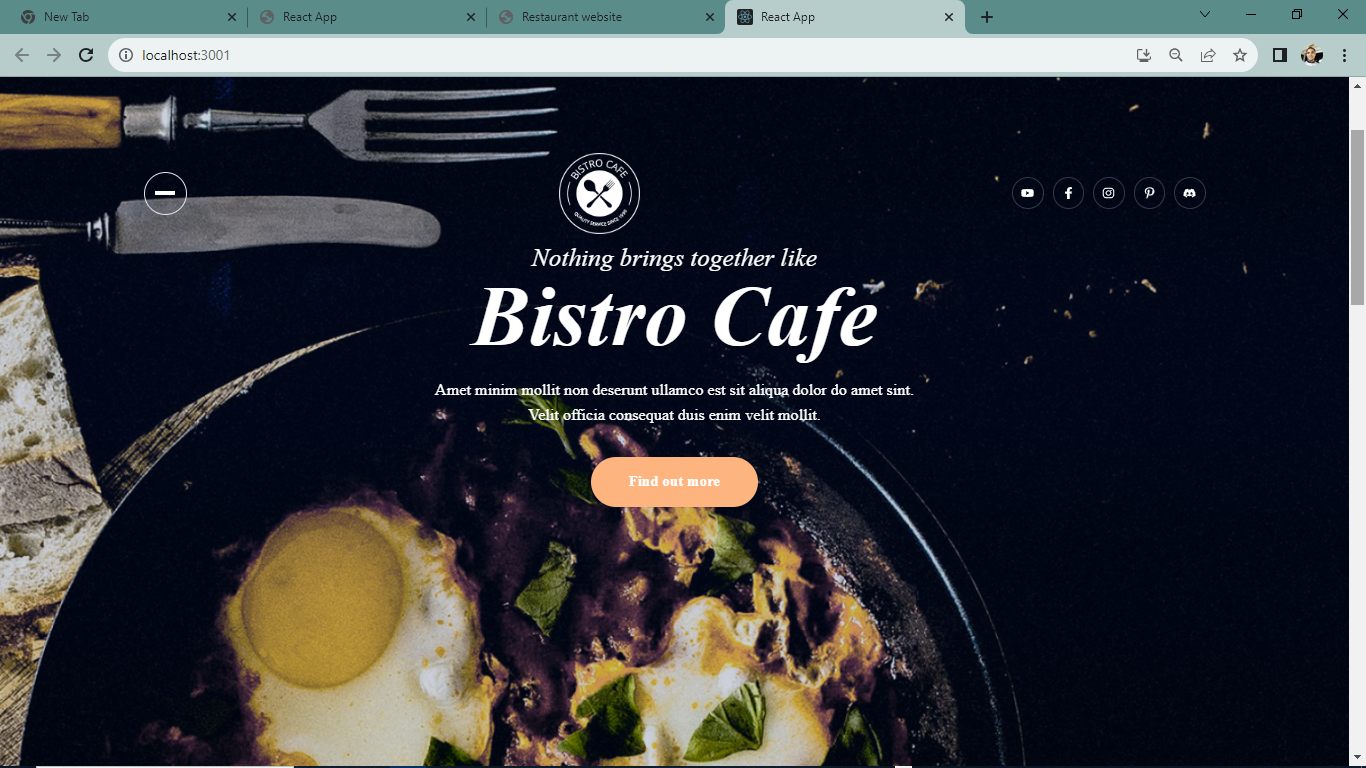 New Tab
React App
Restaurant website
React App
localhost:3001
BISTRO CAFE
QUALITY SERVICE SINCE
Nothing brings together like
Bistro Cafe
Amet minim mollit non deserunt ullamco est sit aliqua dolor do amet sint.
Velit officia consequat duis enim velit mollit.
Find out more